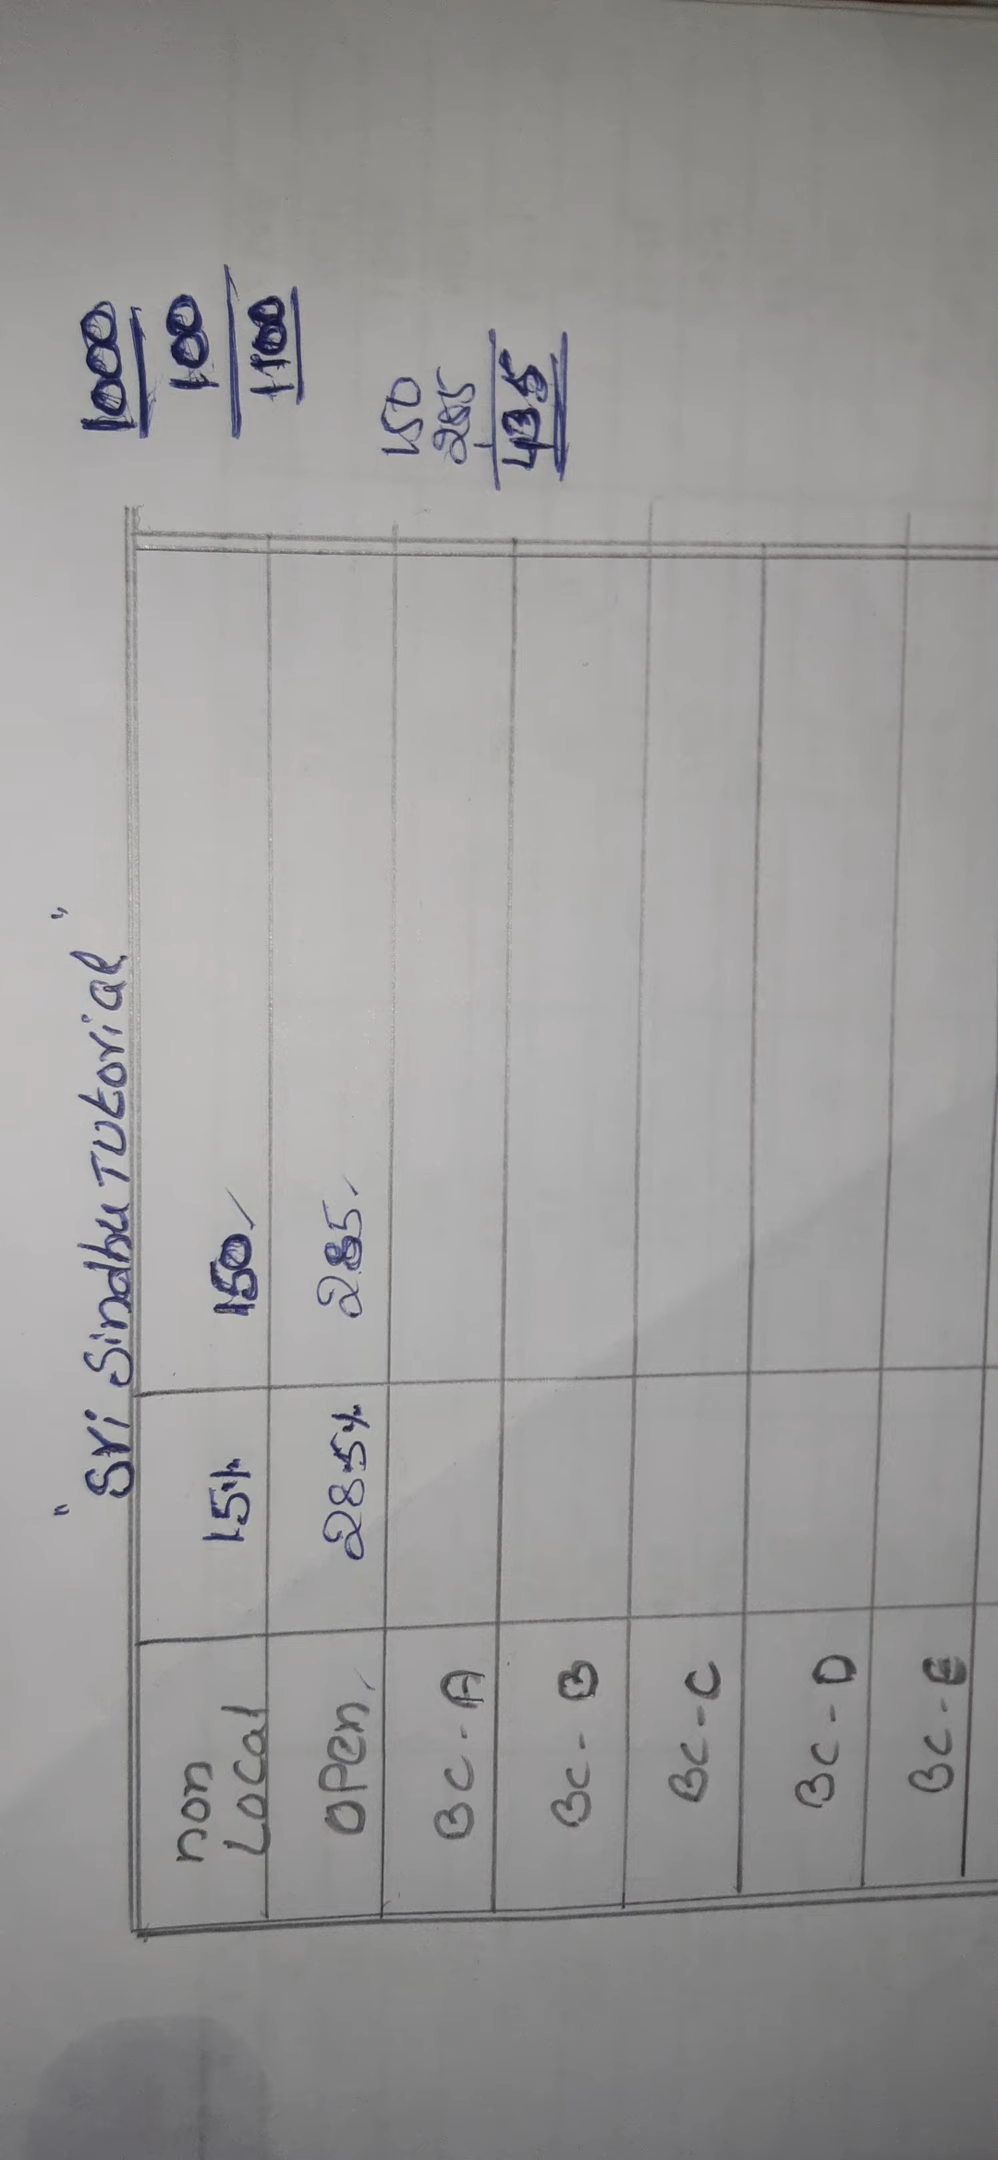 " Sri Sindhu TUtorial "
non Local 15% 150
OPen, 28.5% 285
BC-A
BC-B
BC-C
BC-D
BC-E
1000
100
1100
150
285
435